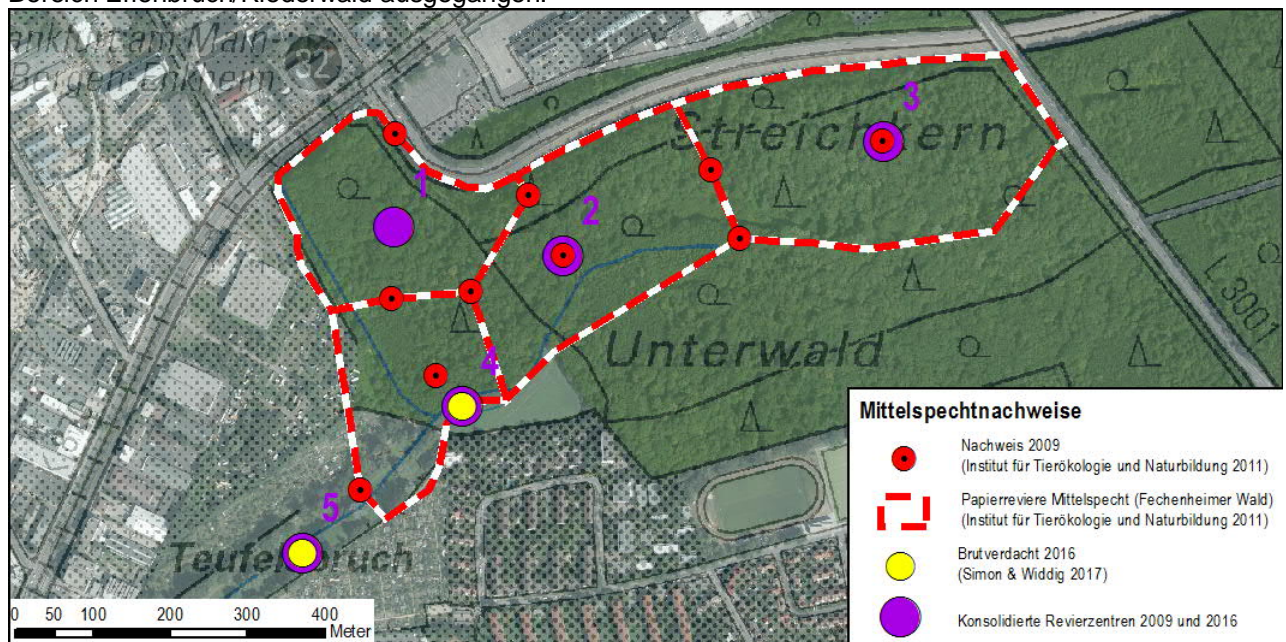 Bereich Erlenbruch/Riederwald ausgegangen.
Frankfurt am Main-
Bergen-Enkheim
32
Streichkern
1
2
3
4
5
Unterwald
L 3001
Teufelsbruch
0 50 100 200 300 400
Meter
Mittelspechtnachweise
Nachweis 2009
(Institut für Tierökologie und Naturbildung 2011)
Papierreviere Mittelspecht (Fechenheimer Wald)
(Institut für Tierökologie und Naturbildung 2011)
Brutverdacht 2016
(Simon & Widdig 2017)
Konsolidierte Revierzentren 2009 und 2016